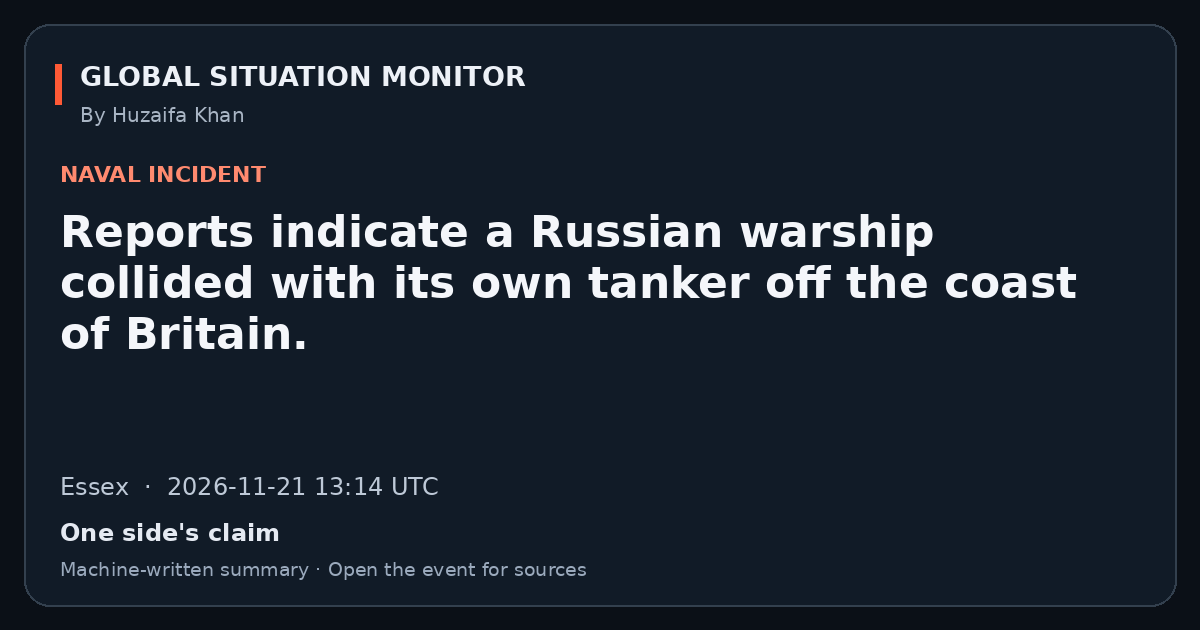 GLOBAL SITUATION MONITOR
By Huzaifa Khan
NAVAL INCIDENT
Reports indicate a Russian warship
collided with its own tanker off the coast
of Britain.
Essex · 2026-11-21 13:14 UTC
One side's claim
Machine-written summary · Open the event for sources